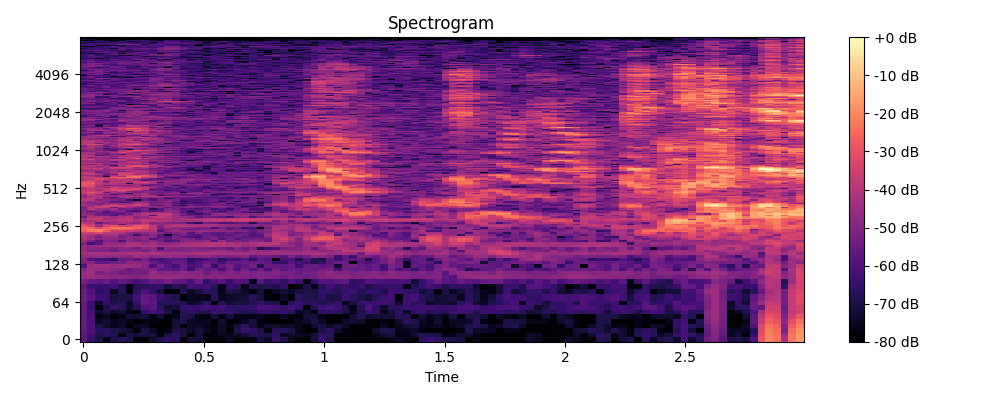 Spectrogram
Hz
4096
2048
1024
512
256
128
64
0
0
0.5
1
1.5
2
2.5
Time
+0 dB
-10 dB
-20 dB
-30 dB
-40 dB
-50 dB
-60 dB
-70 dB
-80 dB